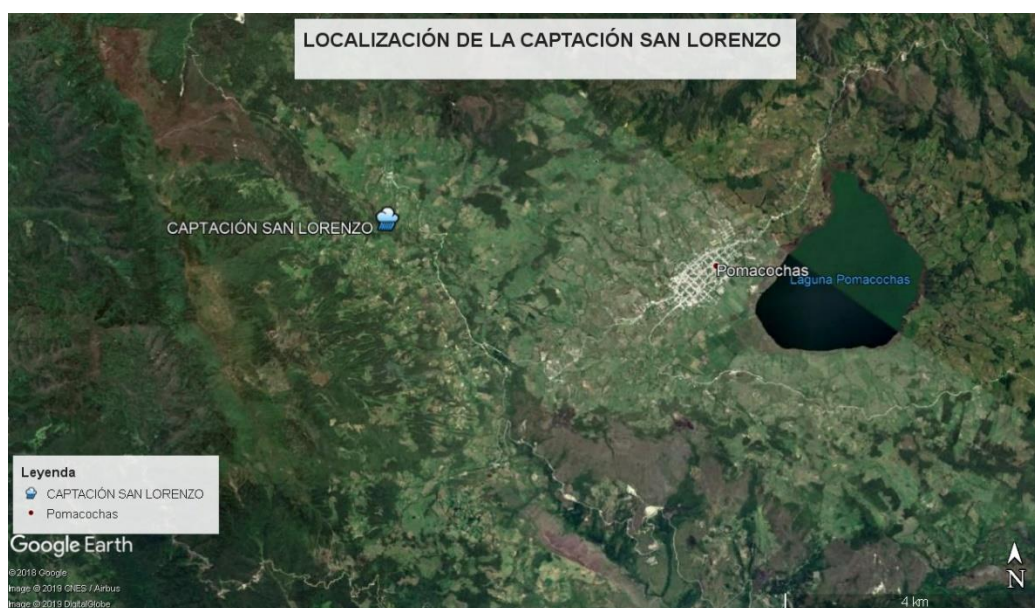 LOCALIZACIÓN DE LA CAPTACIÓN SAN LORENZO
CAPTACIÓN SAN LORENZO
Pomacochas
Laguna Pomacochas
Leyenda
CAPTACIÓN SAN LORENZO
Pomacochas
Google Earth
© 2018 Google
Image © 2019 CNES / Airbus
Image © 2019 DigitalGlobe
N
4 km